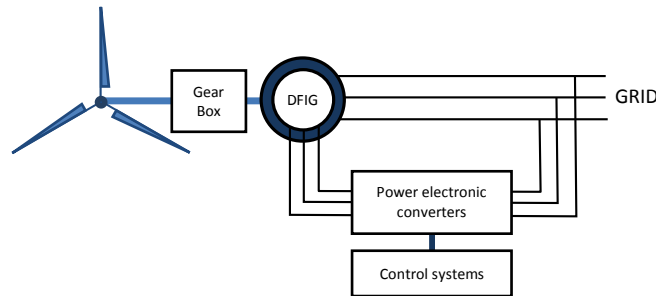 Gear
Box
DFIG
GRID
Power electronic
converters
Control systems